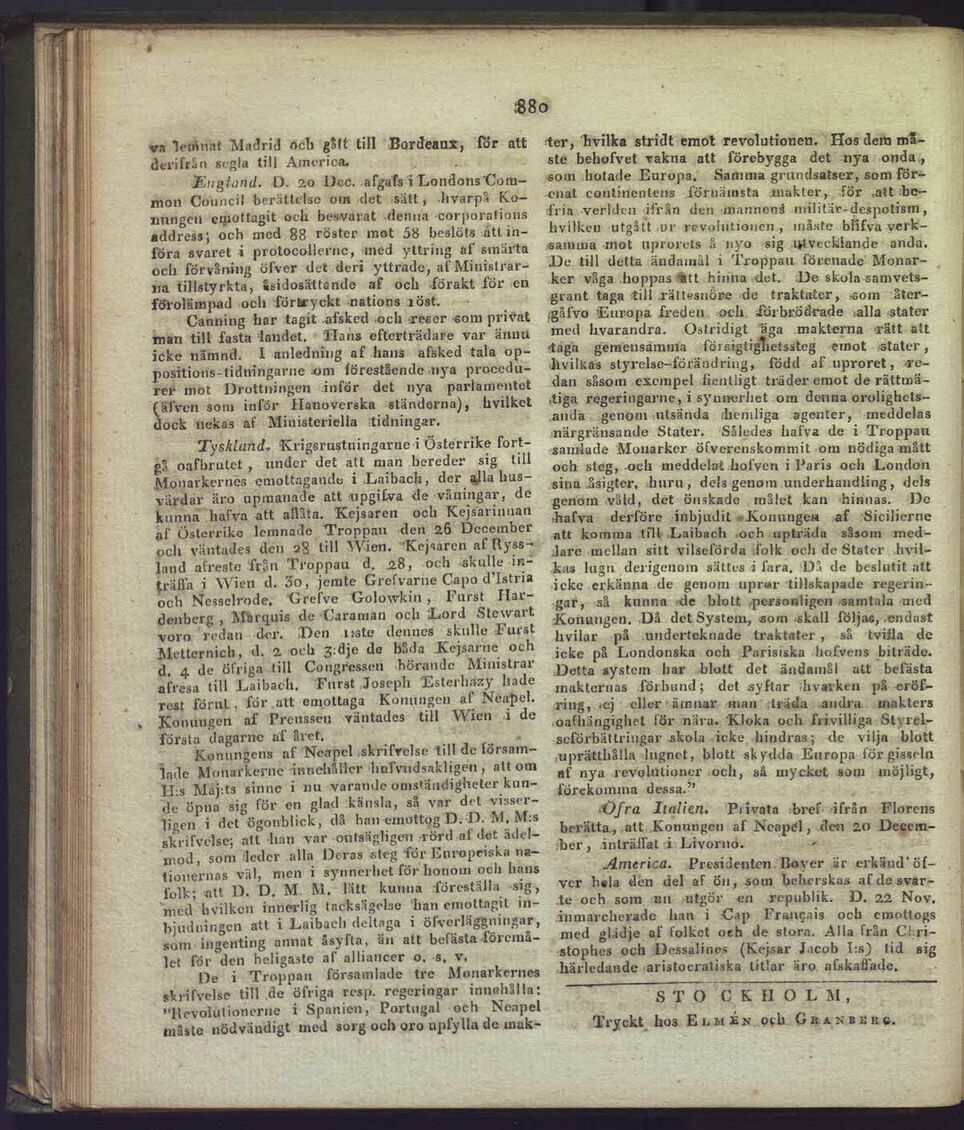 880
va lemnat Madrid och gått till Bordeaux, för att
derifrån segla till America.
England. D. 20 Dec. afgafs i Londons Com-
mon Council berättelse om det sätt, hvarpå Ko-
nungen emottagit och besvarat denna corporations
address; och med 88 röster mot 58 beslöts att in-
föra svaret i protocollerne, med yttring af smärta
och förvåning öfver det deri yttrade, af Ministrar-
na tillstyrkta, åsidosättande af och förakt för en
förolämpad och förtryckt nations röst.
Canning har tagit afsked och reser som privat
man till fasta landet. Hans efterträdare var ännu
icke nämnd. I anledning af hans afsked tala op-
positions-tidningarne om förestående nya procedu-
rer mot Drottningen inför det nya parlamentet
(äfven som inför Hanoverska ständerna), hvilket
dock nekas af Ministeriella tidningar.
Tyskland. Krigsrustningarne i Österrike fort-
gå oafbrutet, under det att man bereder sig till
Monarkernes emottagande i Laibach, der alla hus-
värdar äro upmanade att upgifva de våningar, de
kunna hafva att aflåta. Kejsaren och Kejsarinnan
af Österrike lemnade Troppau den 26 December
och väntades den 28 till Wien. Kejsaren af Ryss-
land afreste från Troppau d. 28, och skulle in-
träffa i Wien d. 30, jemte Grefvarne Capo d'Istria
och Nesselrode. Grefve Golowkin, Furst Har-
denberg, Marquis de Caraman och Lord Stewart
voro redan der. Den 1:ste dennes skulle Furst
Metternich, d. 2 och 3:dje de båda Kejsarne och
d. 4 de öfriga till Congressen hörande Ministrar
afresa till Laibach. Furst Joseph Esterhazy hade
rest förut, för att emottaga Konungen af Neapel.
Konungen af Preussen väntades till Wien i de
första dagarne af året.
Konungens af Neapel skrifvelse till de försam-
lade Monarkerne innehåller hufvudsakligen, att om
H:s Maj:ts sinne i nu varande omständigheter kun-
de öpna sig för en glad känsla, så var det visser-
ligen i det ögonblick, då han emottog D. D. M. M:s
skrifvelse; att han var outsägligen rörd af det ädel-
mod, som leder alla Deras steg för Europeiska na-
tionernas väl, men i synnerhet för honom och hans
folk; att D. D. M. M. lätt kunna föreställa sig,
med hvilken innerlig tacksägelse han emottagit in-
bjudningen att i Laibach deltaga i öfverläggningar,
som ingenting annat åsyfta, än att befästa föremå-
let för den heligaste af alliancer o. s. v.
De i Troppau församlade tre Monarkernes
skrifvelse till de öfriga resp. regeringar innehålla:
"Revolutionerne i Spanien, Portugal och Neapel
måste nödvändigt med sorg och oro upfylla de mak-
ter, hvilka stridt emot revolutionen. Hos dem må-
ste behofvet vakna att förebygga det nya onda,
som hotade Europa. Samma grundsatser, som för-
enat continentens förnämsta makter, för att be-
fria verlden ifrån den mannens militär-despotism,
hvilken utgått ur revolutionen, måste blifva verk-
samma mot uprorets å nyo sig utvecklande anda.
De till detta ändamål i Troppau förenade Monar-
ker våga hoppas att hinna det. De skola samvets-
grant taga till rättesnöre de traktater, som åter-
gåfvo Europa freden och förbrödrade alla stater
med hvarandra. Ostridigt äga makterna rätt att
taga gemensamma försigtighetssteg emot stater,
hvilkas styrelse-förändring, född af uproret, re-
dan såsom exempel fientligt träder emot de rättmä-
tiga regeringarne, i synnerhet om denna orolighets-
anda genom utsända hemliga agenter, meddelas
närgränsande Stater. Således hafva de i Troppau
samlade Monarker öfverenskommit om nödiga mått
och steg, och meddelat hofven i Paris och London
sina åsigter, huru, dels genom underhandling, dels
genom våld, det önskade målet kan hinnas. De
hafva derföre inbjudit Konungen af Sicilierne
att komma till Laibach och upträda såsom med-
lare mellan sitt vilseförda folk och de Stater hvil-
kas lugn derigenom sättes i fara. Då de beslutit att
icke erkänna de genom upror tillskapade regerin-
gar, så kunna de blott personligen samtala med
Konungen. Då det System, som skall följas, endast
hvilar på underteknade traktater, så tvifla de
icke på Londonska och Parisiska hofvens biträde.
Detta system har blott det ändamål att befästa
makternas förbund; det syftar hvarken på eröf-
ring, ej eller ämnar man träda andra makters
oafhängighet för nära. Kloka och frivilliga Styrel-
seförbättringar skola icke hindras; de vilja blott
uprätthålla lugnet, blott skydda Europa för gisseln
af nya revolutioner och, så mycket som möjligt,
förekomma dessa."
Öfra Italien. Privata bref ifrån Florens
berätta, att Konungen af Neapel, den 20 Decem-
ber, inträffat i Livorno.
America. Presidenten Boyer är erkänd öf-
ver hela den del af ön, som beherskas af de svar-
te och som nu utgör en republik. D. 22 Nov.
inmarcherade han i Cap Français och emottogs
med glädje af folket och de stora. Alla från Chri-
stophes och Dessalines (Kejsar Jacob I:s) tid sig
härledande aristocratiska titlar äro afskaffade.
STOCKHOLM,
Tryckt hos ELMÉN och GRANBERG.